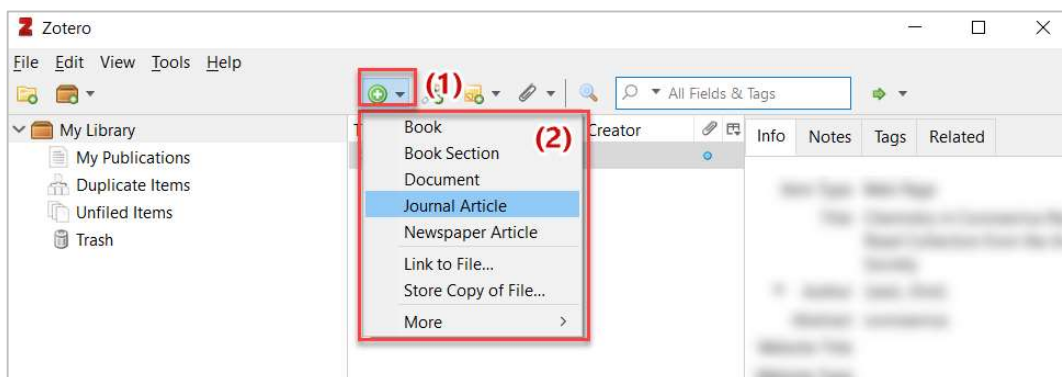 Zotero
File Edit View Tools Help
(1)
All Fields & Tags
My Library
Creator
Info Notes Tags Related
My Publications
Duplicate Items
Unfiled Items
Trash
(2)
Book
Book Section
Document
Journal Article
Newspaper Article
Link to File...
Store Copy of File...
More